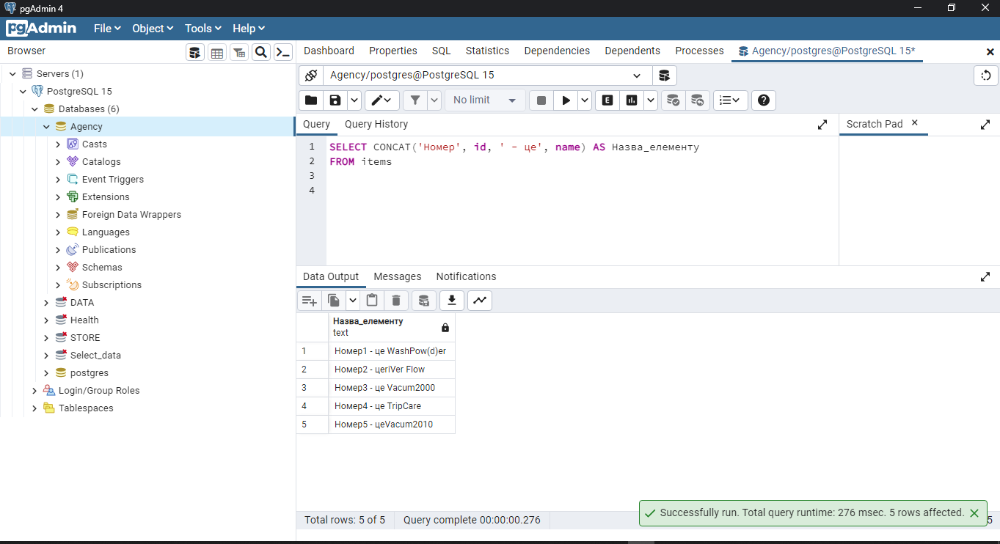 pgAdmin 4
pgAdmin File Object Tools Help
Browser
Dashboard Properties SQL Statistics Dependencies Dependents Processes Agency/postgres@PostgreSQL 15*
Servers (1)
PostgreSQL 15
Databases (6)
Agency
Casts
Catalogs
Event Triggers
Extensions
Foreign Data Wrappers
Languages
Publications
Schemas
Subscriptions
DATA
Health
STORE
Select_data
postgres
Login/Group Roles
Tablespaces
Agency/postgres@PostgreSQL 15
No limit E
Query Query History Scratch Pad
1 SELECT CONCAT('Номер', id, ' - це', name) AS Назва_елементу
2 FROM items
3
4
Data Output Messages Notifications
Назва_елементу
text
1 Номер1 - це WashPow(d)er
2 Номер2 - цеriVer Flow
3 Номер3 - це Vacum2000
4 Номер4 - це TripCare
5 Номер5 - цеVacum2010
Total rows: 5 of 5 Query complete 00:00:00.276
Successfully run. Total query runtime: 276 msec. 5 rows affected.
5